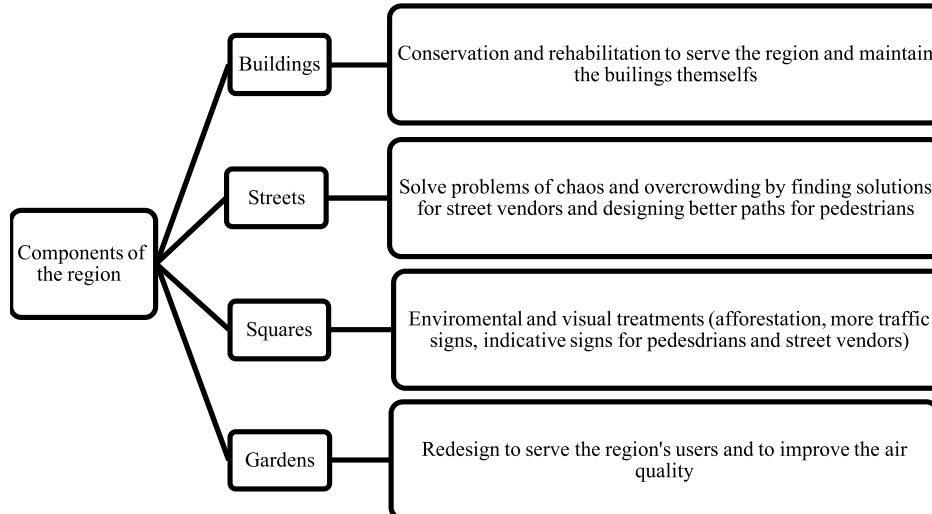 Components of
the region
Buildings
Conservation and rehabilitation to serve the region and maintain
the builings themselfs
Streets
Solve problems of chaos and overcrowding by finding solutions
for street vendors and designing better paths for pedestrians
Squares
Enviromental and visual treatments (afforestation, more traffic
signs, indicative signs for pedesdrians and street vendors)
Gardens
Redesign to serve the region's users and to improve the air
quality